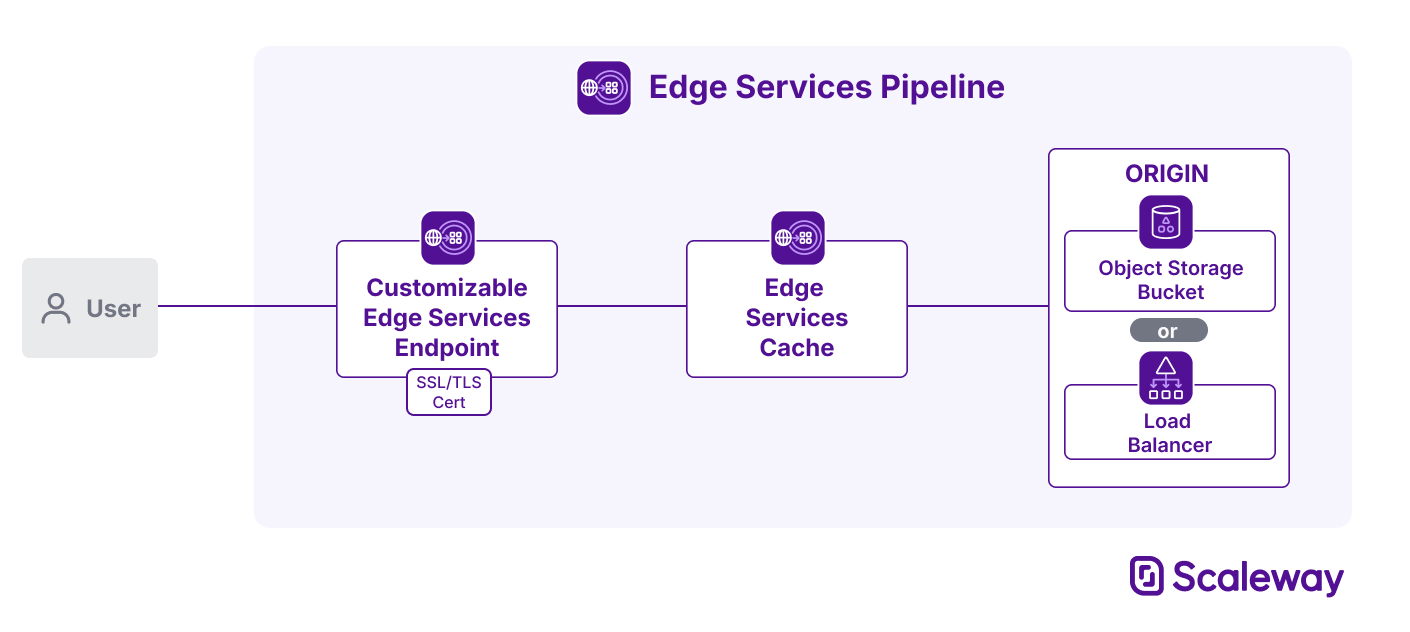 Edge Services Pipeline
User
Customizable
Edge Services
Endpoint
SSL/TLS
Cert
Edge
Services
Cache
ORIGIN
Object Storage
Bucket
or
Load
Balancer
Scaleway